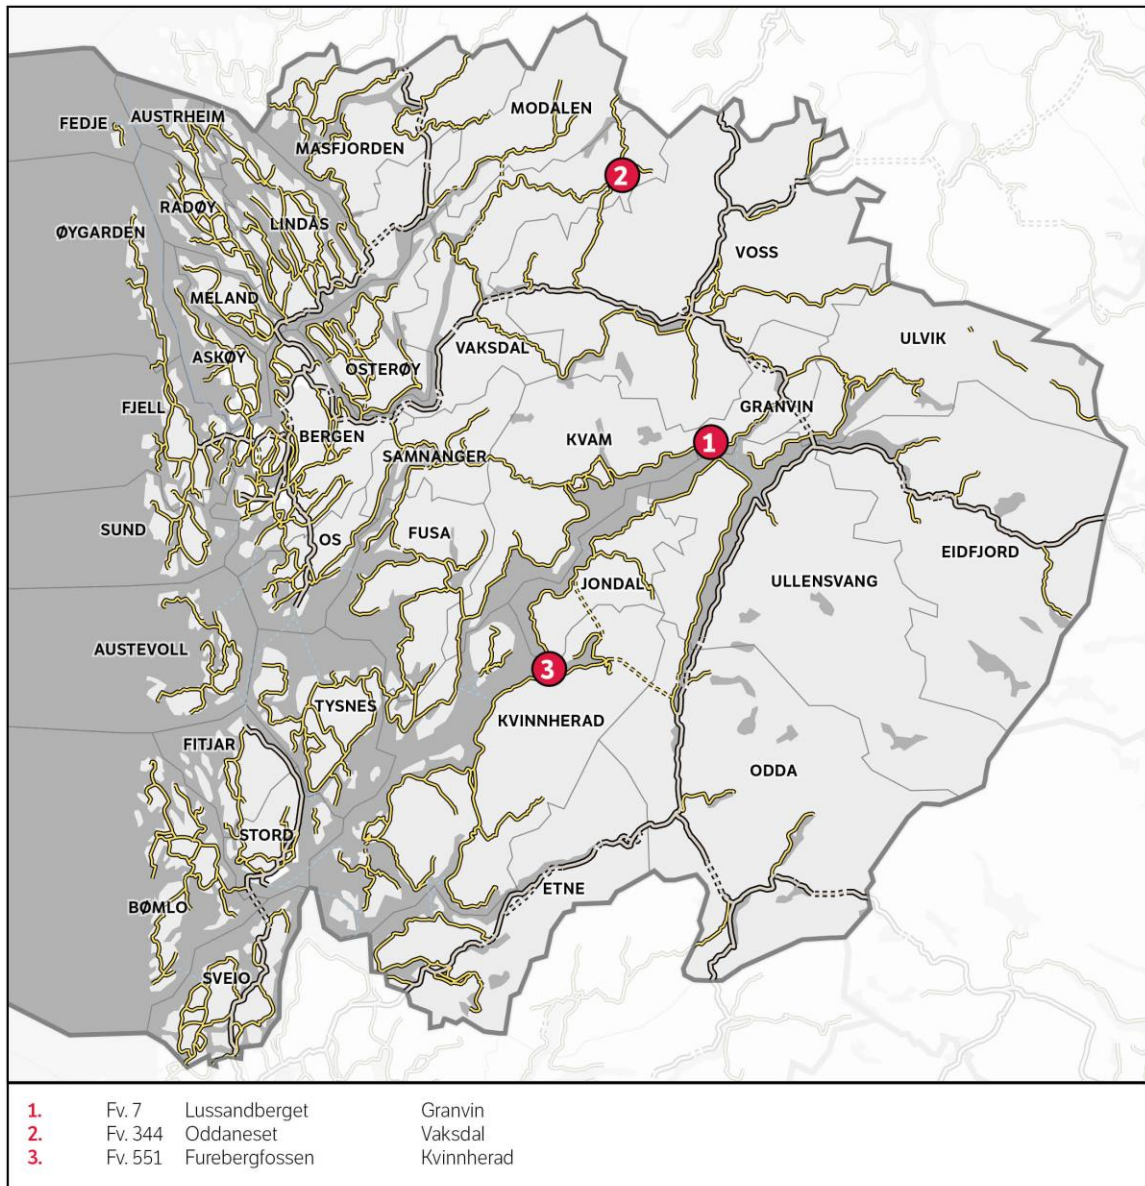 MODALEN
AUSTRHEIM
FEDJE
MASFJORDEN
2
RADØY
LINDÅS
ØYGARDEN
VOSS
MELAND
ULVIK
VAKSDAL
ASKØY
OSTERØY
FJELL
GRANVIN
BERGEN
KVAM
1
SAMNANGER
SUND
FUSA
OS
EIDFJORD
JONDAL
ULLENSVANG
AUSTEVOLL
3
TYSNES
KVINNHERAD
FITJAR
ODDA
STORD
ETNE
BØMLO
SVEIO
1. Fv. 7 Lussandberget Granvin
2. Fv. 344 Oddaneset Vaksdal
3. Fv. 551 Furebergfossen Kvinnherad